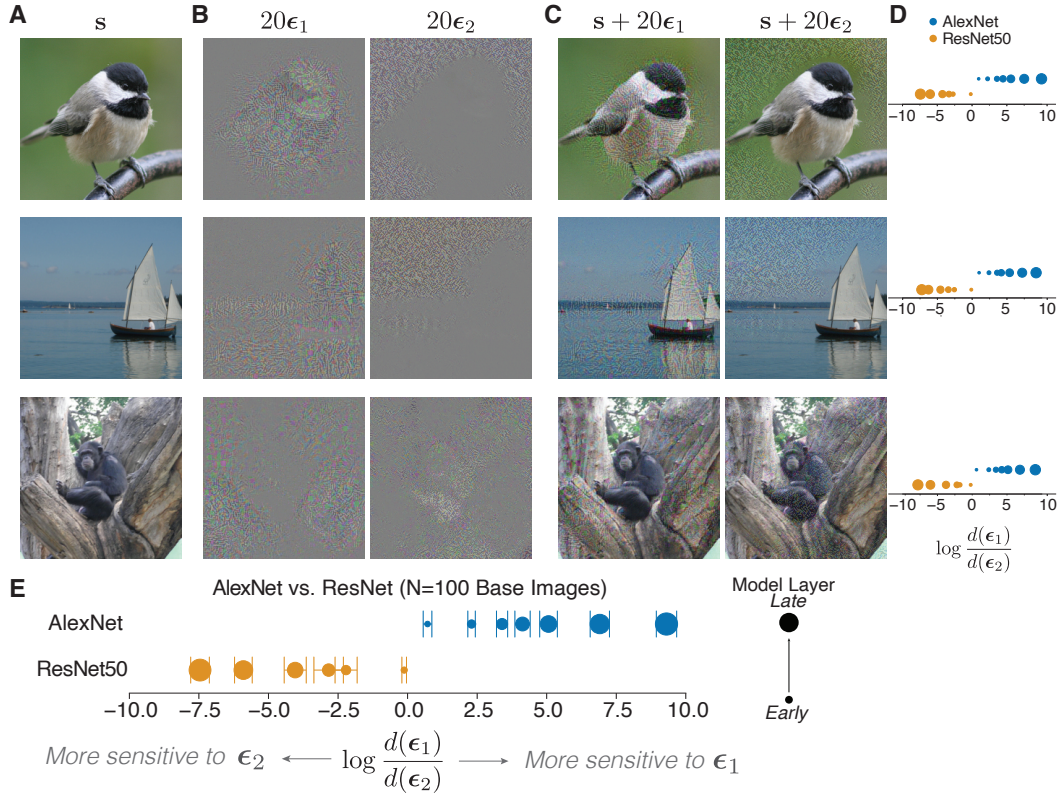 A B C D
s 20ϵ₁ 20ϵ₂ s + 20ϵ₁ s + 20ϵ₂
AlexNet
ResNet50
−10 −5 0 5 10
−10 −5 0 5 10
−10 −5 0 5 10
log d(ϵ₁)/d(ϵ₂)
E
AlexNet vs. ResNet (N=100 Base Images)
Model Layer
Late
AlexNet
ResNet50
Early
−10.0 −7.5 −5.0 −2.5 0.0 2.5 5.0 7.5 10.0
More sensitive to ϵ₂ ← log d(ϵ₁)/d(ϵ₂) → More sensitive to ϵ₁